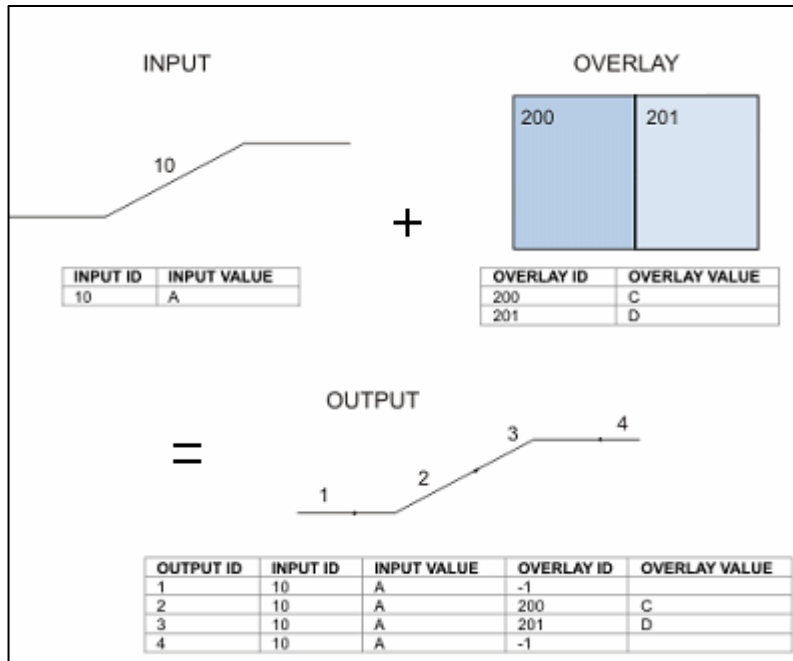 INPUT
OVERLAY
200 201
10
+
INPUT ID INPUT VALUE
10 A
OVERLAY ID OVERLAY VALUE
200 C
201 D
OUTPUT
=
1 2 3 4
OUTPUT ID INPUT ID INPUT VALUE OVERLAY ID OVERLAY VALUE
1 10 A -1
2 10 A 200 C
3 10 A 201 D
4 10 A -1